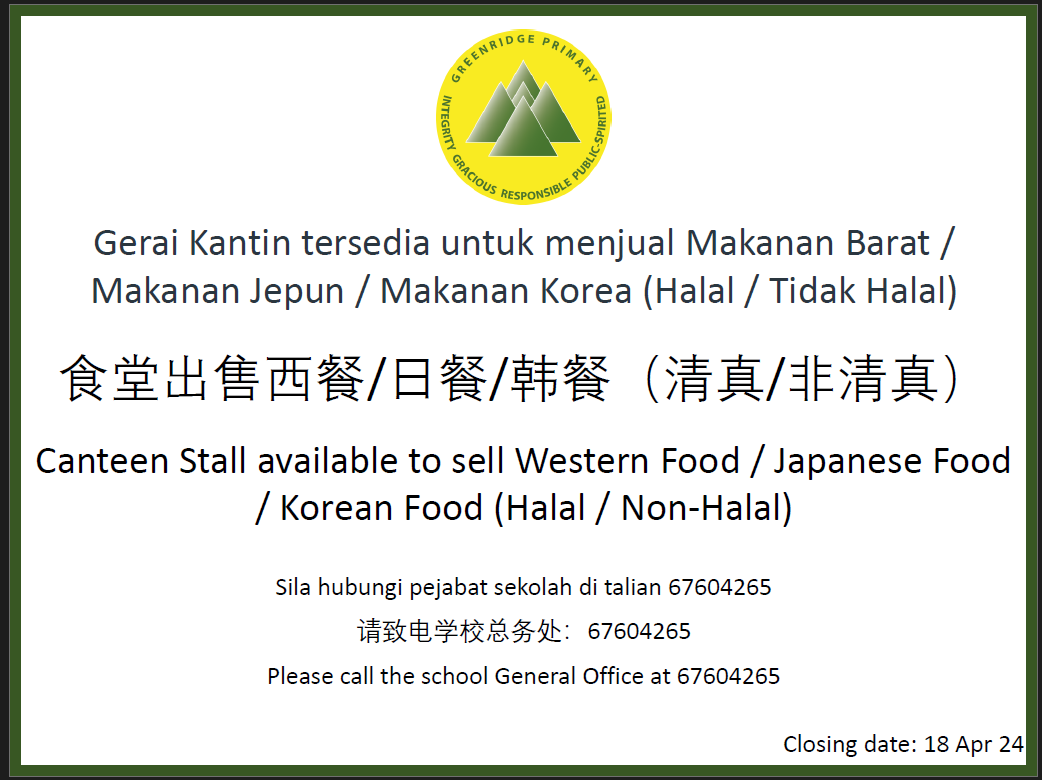 GREENRIDGE PRIMARY
INTEGRITY GRACIOUS RESPONSIBLE PUBLIC-SPIRITED
Gerai Kantin tersedia untuk menjual Makanan Barat /
Makanan Jepun / Makanan Korea (Halal / Tidak Halal)
食堂出售西餐/日餐/韩餐（清真/非清真）
Canteen Stall available to sell Western Food / Japanese Food
/ Korean Food (Halal / Non-Halal)
Sila hubungi pejabat sekolah di talian 67604265
请致电学校总务处：67604265
Please call the school General Office at 67604265
Closing date: 18 Apr 24